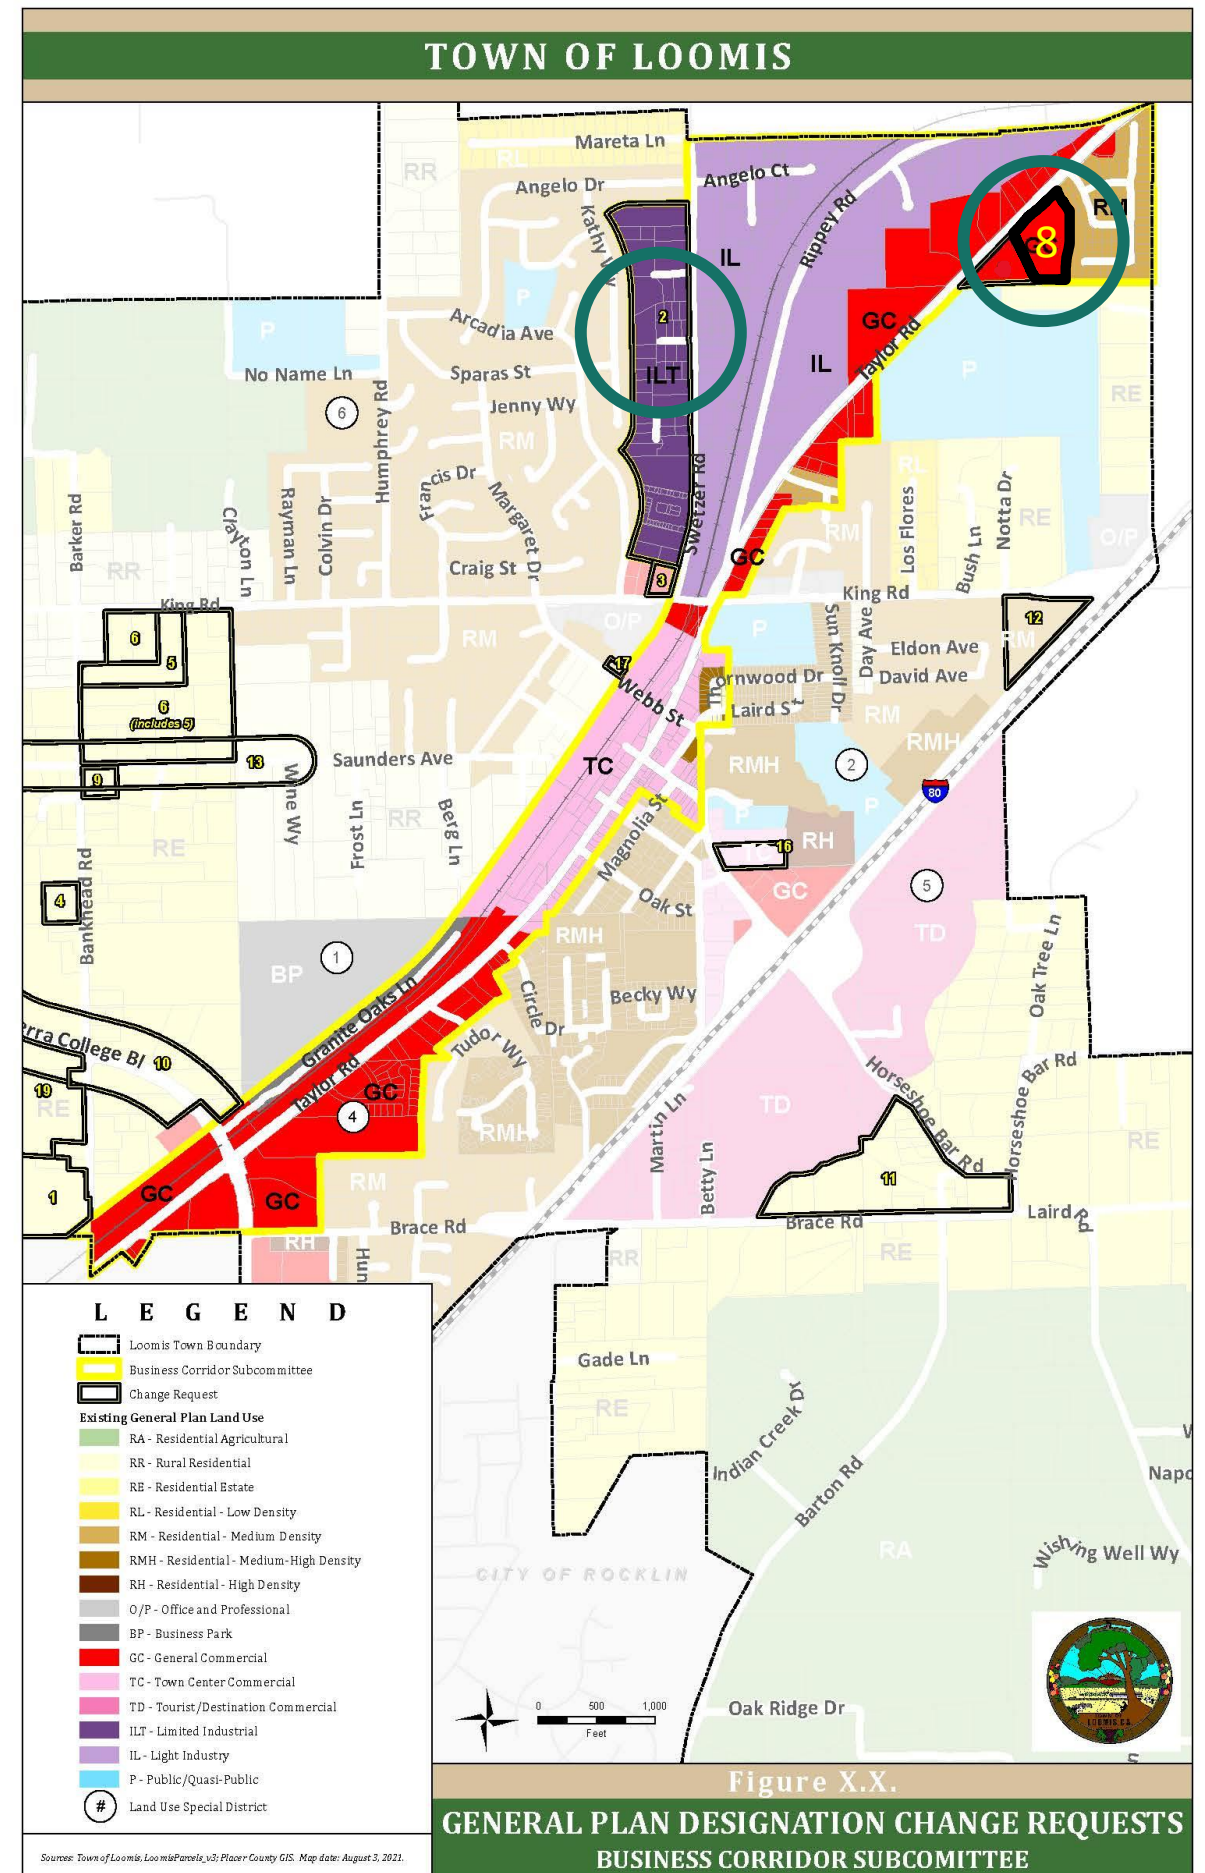 TOWN OF LOOMIS
Mareta Ln
RL
RR
Angelo Dr
Angelo Ct
Kathy W
Rippey Rd
RM
IL
GC
8
P
2
Arcadia Ave
GC
Taylor Rd
P
No Name Ln
Sparas St
ILT
IL
P
RE
6
Humphrey Rd
Jenny Wy
RM
Francis Dr
Margaret Dr
Swetzer Rd
RL
Los Flores
Bush Ln
Notta Dr
RE
Barker Rd
Clayton Ln
Rayman Ln
Colvin Dr
RM
O/P
RR
Craig St
GC
3
King Rd
King Rd
O/P
P
Sun Knoll Dr
Day Ave
Eldon Ave
12
RM
6
5
RM
17
Webb St
Thornwood Dr
David Ave
Laird St
RM
6
(includes 5)
RMH
13
Saunders Ave
TC
RMH
2
9
80
Wine Wy
Frost Ln
RR
Berg Ln
P
P
RE
Magnolia St
16
RH
Bankhead Rd
4
Oak St
GC
5
TD
1
BP
RMH
Oak Tree Ln
Granite Oaks Ln
Circle Dr
Becky Wy
rra College Bl
10
Taylor Rd
Tudor Wy
Horseshoe Bar Rd
Horseshoe Bar Rd
19
RE
GC
4
RMH
Martin Ln
TD
Betty Ln
RE
1
GC
GC
RM
11
Brace Rd
Brace Rd
Laird Rd
RH
Hun
RR
RE
LEGEND
Loomis Town Boundary
Business Corridor Subcommittee
Change Request
Existing General Plan Land Use
RA - Residential Agricultural
RR - Rural Residential
RE - Residential Estate
RL - Residential - Low Density
RM - Residential - Medium Density
RMH - Residential - Medium-High Density
RH - Residential - High Density
O/P - Office and Professional
BP - Business Park
GC - General Commercial
TC - Town Center Commercial
TD - Tourist/Destination Commercial
ILT - Limited Industrial
IL - Light Industry
P - Public/Quasi-Public
# Land Use Special District
Sources: Town of Loomis, LoomisParcels_v3; Placer County GIS. Map date: August 3, 2021.
Gade Ln
RE
Indian Creek Dr
Barton Rd
Napo
CITY OF ROCKLIN
RA
Wishing Well Wy
0 500 1,000
Feet
Oak Ridge Dr
Figure X.X.
GENERAL PLAN DESIGNATION CHANGE REQUESTS
BUSINESS CORRIDOR SUBCOMITTEE